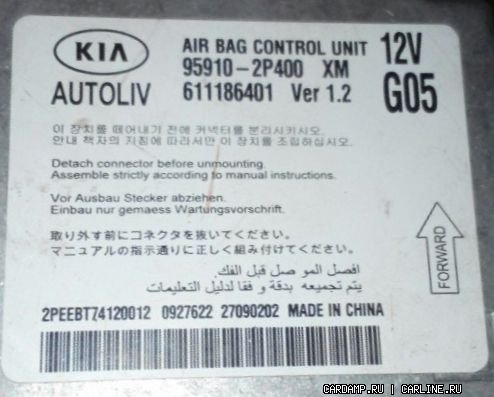 KIA AIR BAG CONTROL UNIT 12V
95910-2P400 XM
AUTOLIV 611186401 Ver 1.2 G05
이 장치를 떼어내기 전에 커넥터를 분리시키시오.
안내 책자의 지침에 따라서만 이 장치를 조립하십시오.
Detach connector before unmounting.
Assemble strictly according to manual instructions.
Vor Ausbau Stecker abziehen.
Einbau nur gemaess Wartungsvorschrift.
取り外す前にコネクタを抜いてください。
マニュアルの指示通りに正しく組み付けてください。
افصل الموصل قبل الفك.
يتم تجميعه بدقة وفقا لدليل التعليمات
FORWARD
2PEEBTZ4120012 0927622 27090202 MADE IN CHINA
CARDAMP.RU | CARLINE.RU